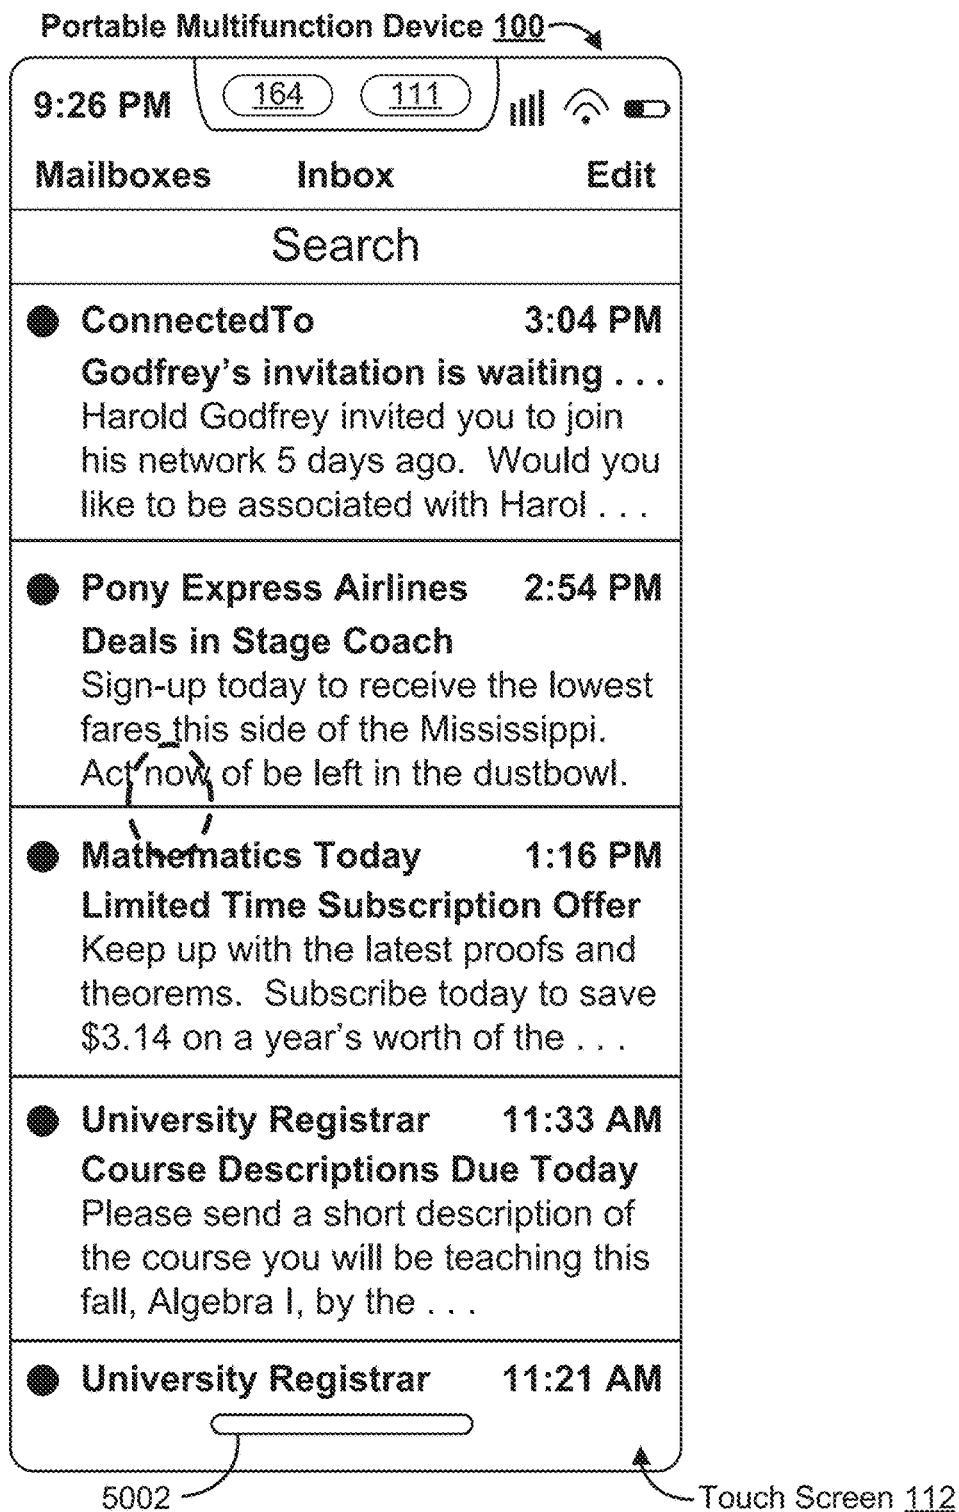 Portable Multifunction Device 100
9:26 PM 164 111
Mailboxes Inbox Edit
Search
ConnectedTo 3:04 PM
Godfrey's invitation is waiting . . .
Harold Godfrey invited you to join
his network 5 days ago. Would you
like to be associated with Harol . . .
Pony Express Airlines 2:54 PM
Deals in Stage Coach
Sign-up today to receive the lowest
fares this side of the Mississippi.
Act now of be left in the dustbowl.
Mathematics Today 1:16 PM
Limited Time Subscription Offer
Keep up with the latest proofs and
theorems. Subscribe today to save
$3.14 on a year's worth of the . . .
University Registrar 11:33 AM
Course Descriptions Due Today
Please send a short description of
the course you will be teaching this
fall, Algebra I, by the . . .
University Registrar 11:21 AM
5002 Touch Screen 112